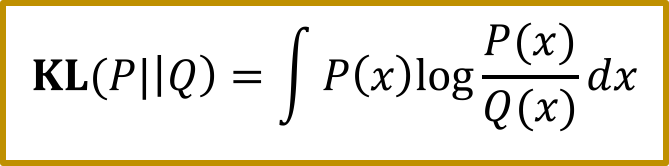 KL(P||Q) = ∫ P(x)log P(x)/Q(x) dx